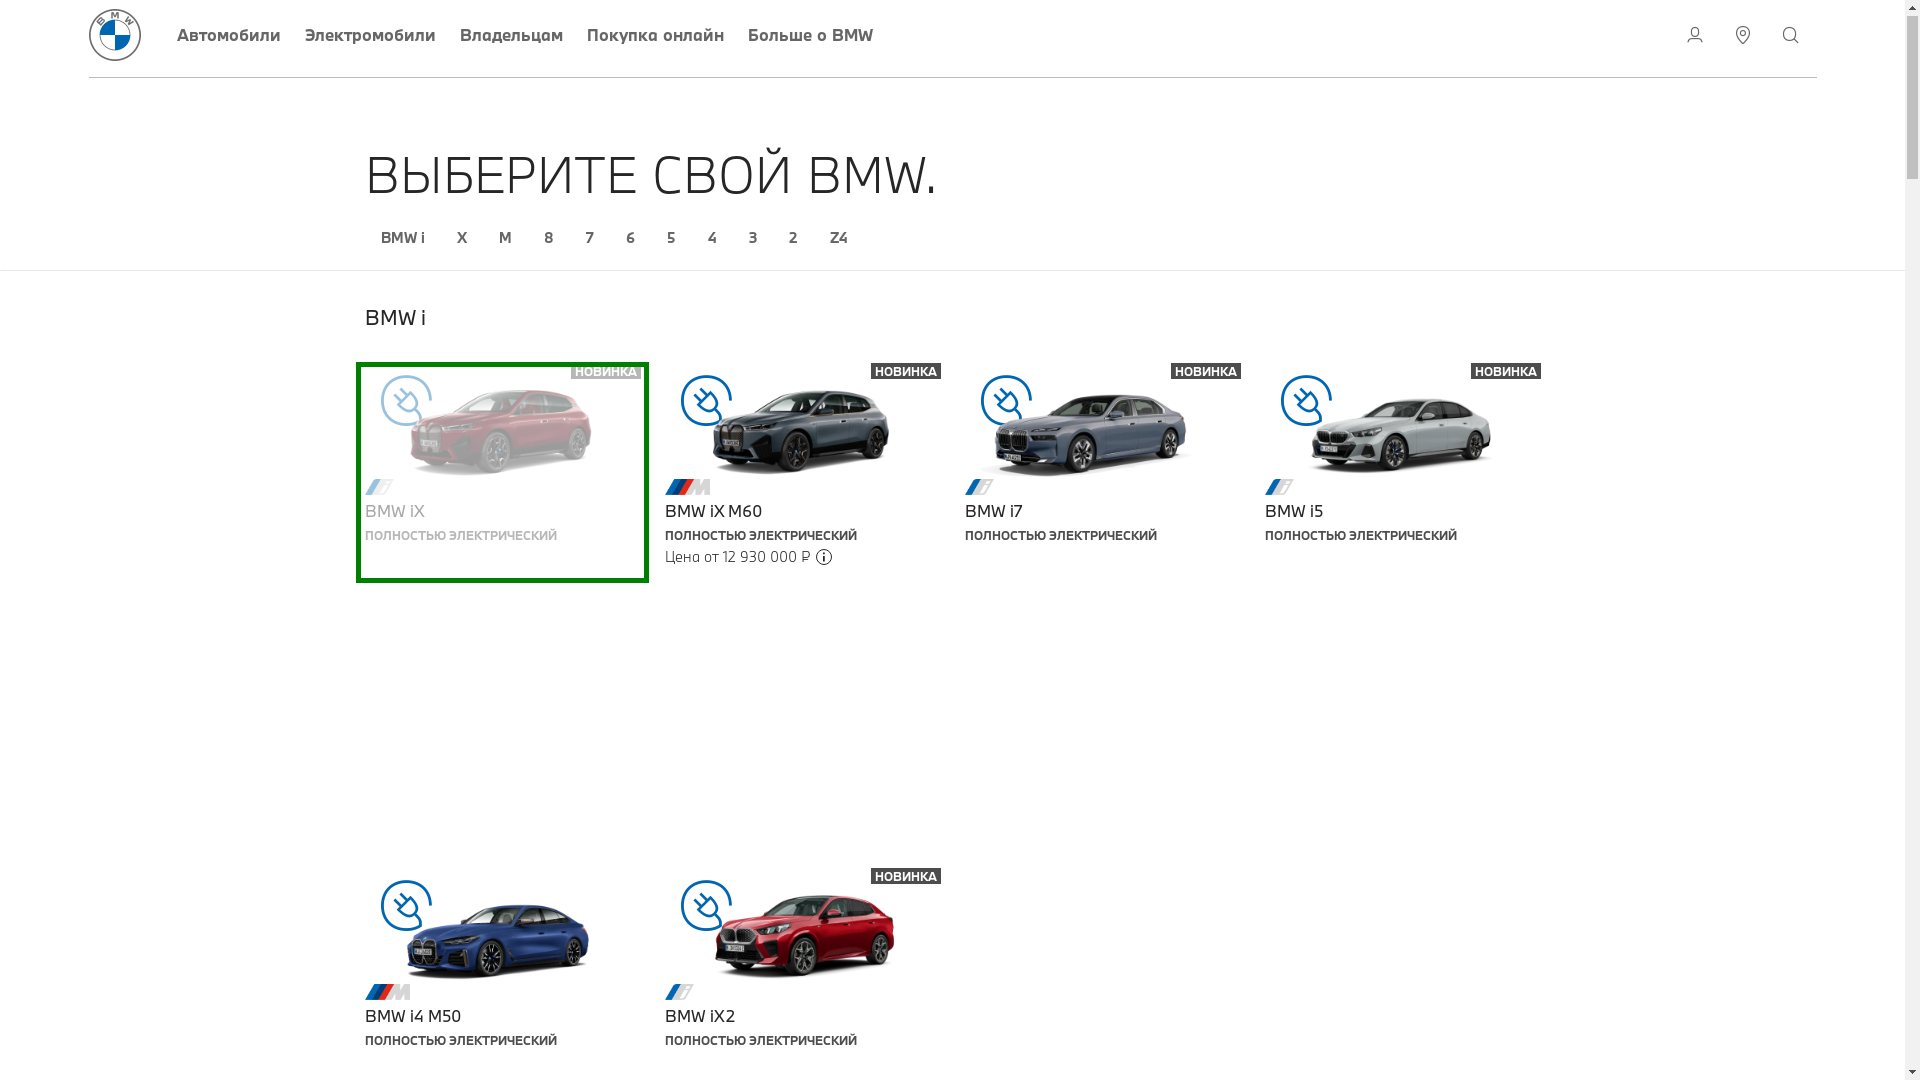 Автомобили Электромобили Владельцам Покупка онлайн Больше о BMW
ВЫБЕРИТЕ СВОЙ BMW.
BMW i X M 8 7 6 5 4 3 2 Z4
BMW i
НОВИНКА
BMW iX
ПОЛНОСТЬЮ ЭЛЕКТРИЧЕСКИЙ
НОВИНКА
BMW iX M60
ПОЛНОСТЬЮ ЭЛЕКТРИЧЕСКИЙ
Цена от 12 930 000 ₽
НОВИНКА
BMW i7
ПОЛНОСТЬЮ ЭЛЕКТРИЧЕСКИЙ
НОВИНКА
BMW i5
ПОЛНОСТЬЮ ЭЛЕКТРИЧЕСКИЙ
BMW i4 M50
ПОЛНОСТЬЮ ЭЛЕКТРИЧЕСКИЙ
НОВИНКА
BMW iX2
ПОЛНОСТЬЮ ЭЛЕКТРИЧЕСКИЙ